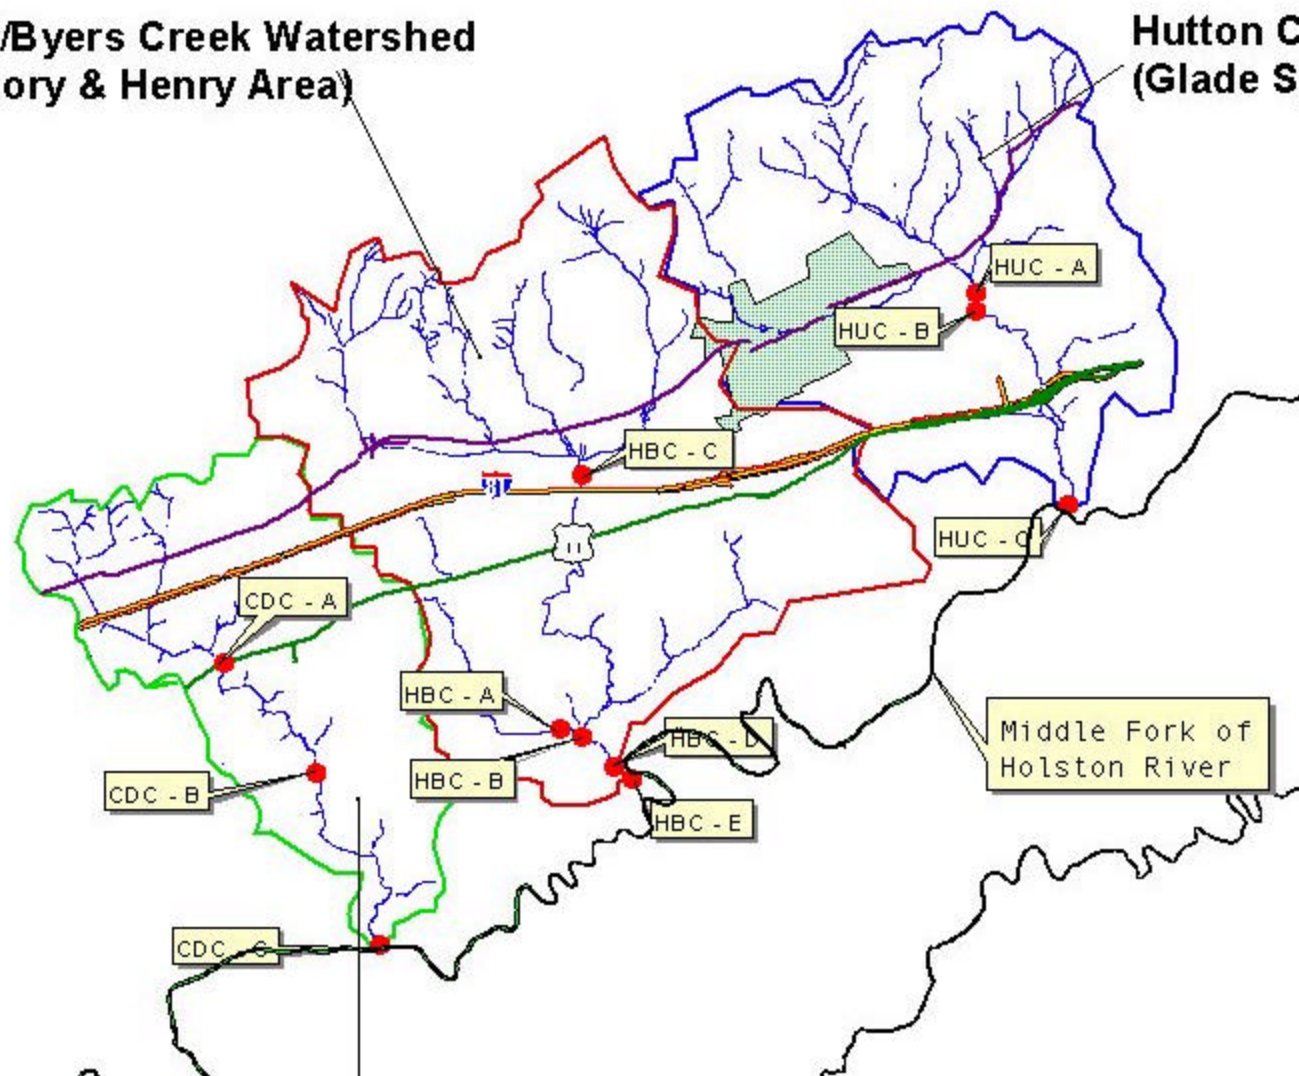 /Byers Creek Watershed
ory & Henry Area)
Hutton C
(Glade S
HUC - A
HUC - B
HBC - C
81
11
HUC - C
CDC - A
HBC - A
HBC - D
Middle Fork of
Holston River
HBC - B
CDC - B
HBC - E
CDC - C